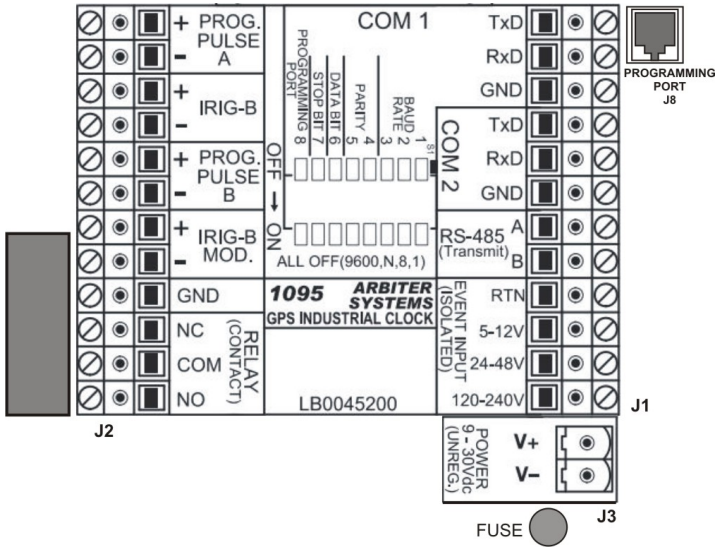 COM 1
+ PROG.
PULSE
- A
+
IRIG-B
-
+ PROG.
PULSE
- B
+ IRIG-B
- MOD.
GND
NC
COM
NO
RELAY
(CONTACT)
J2
PROGRAMMING
PORT
STOP BIT
DATA BIT
PARITY
BAUD
RATE
8 7 6 5 4 3 2 1
S1
OFF → ON
ALL OFF(9600,N,8,1)
1095 ARBITER
SYSTEMS
GPS INDUSTRIAL CLOCK
LB0045200
TxD
RxD
GND
COM 2
TxD
RxD
GND
RS-485 A
(Transmit) B
EVENT INPUT
(ISOLATED)
RTN
5-12V
24-48V
120-240V
J1
PROGRAMMING
PORT
J8
POWER
9 - 30Vdc
(UNREG.)
V+
V-
J3
FUSE